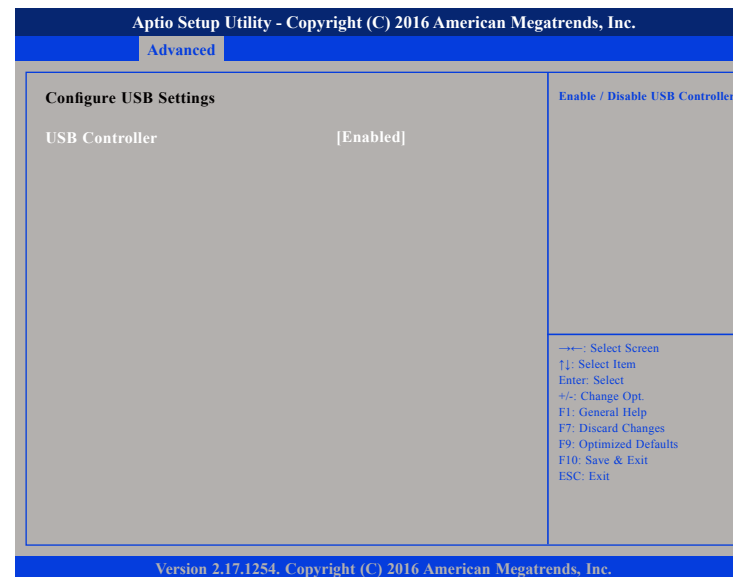 Aptio Setup Utility - Copyright (C) 2016 American Megatrends, Inc.
Advanced
Configure USB Settings
USB Controller [Enabled]
Enable / Disable USB Controller
→←: Select Screen
↑↓: Select Item
Enter: Select
+/-: Change Opt.
F1: General Help
F7: Discard Changes
F9: Optimized Defaults
F10: Save & Exit
ESC: Exit
Version 2.17.1254. Copyright (C) 2016 American Megatrends, Inc.